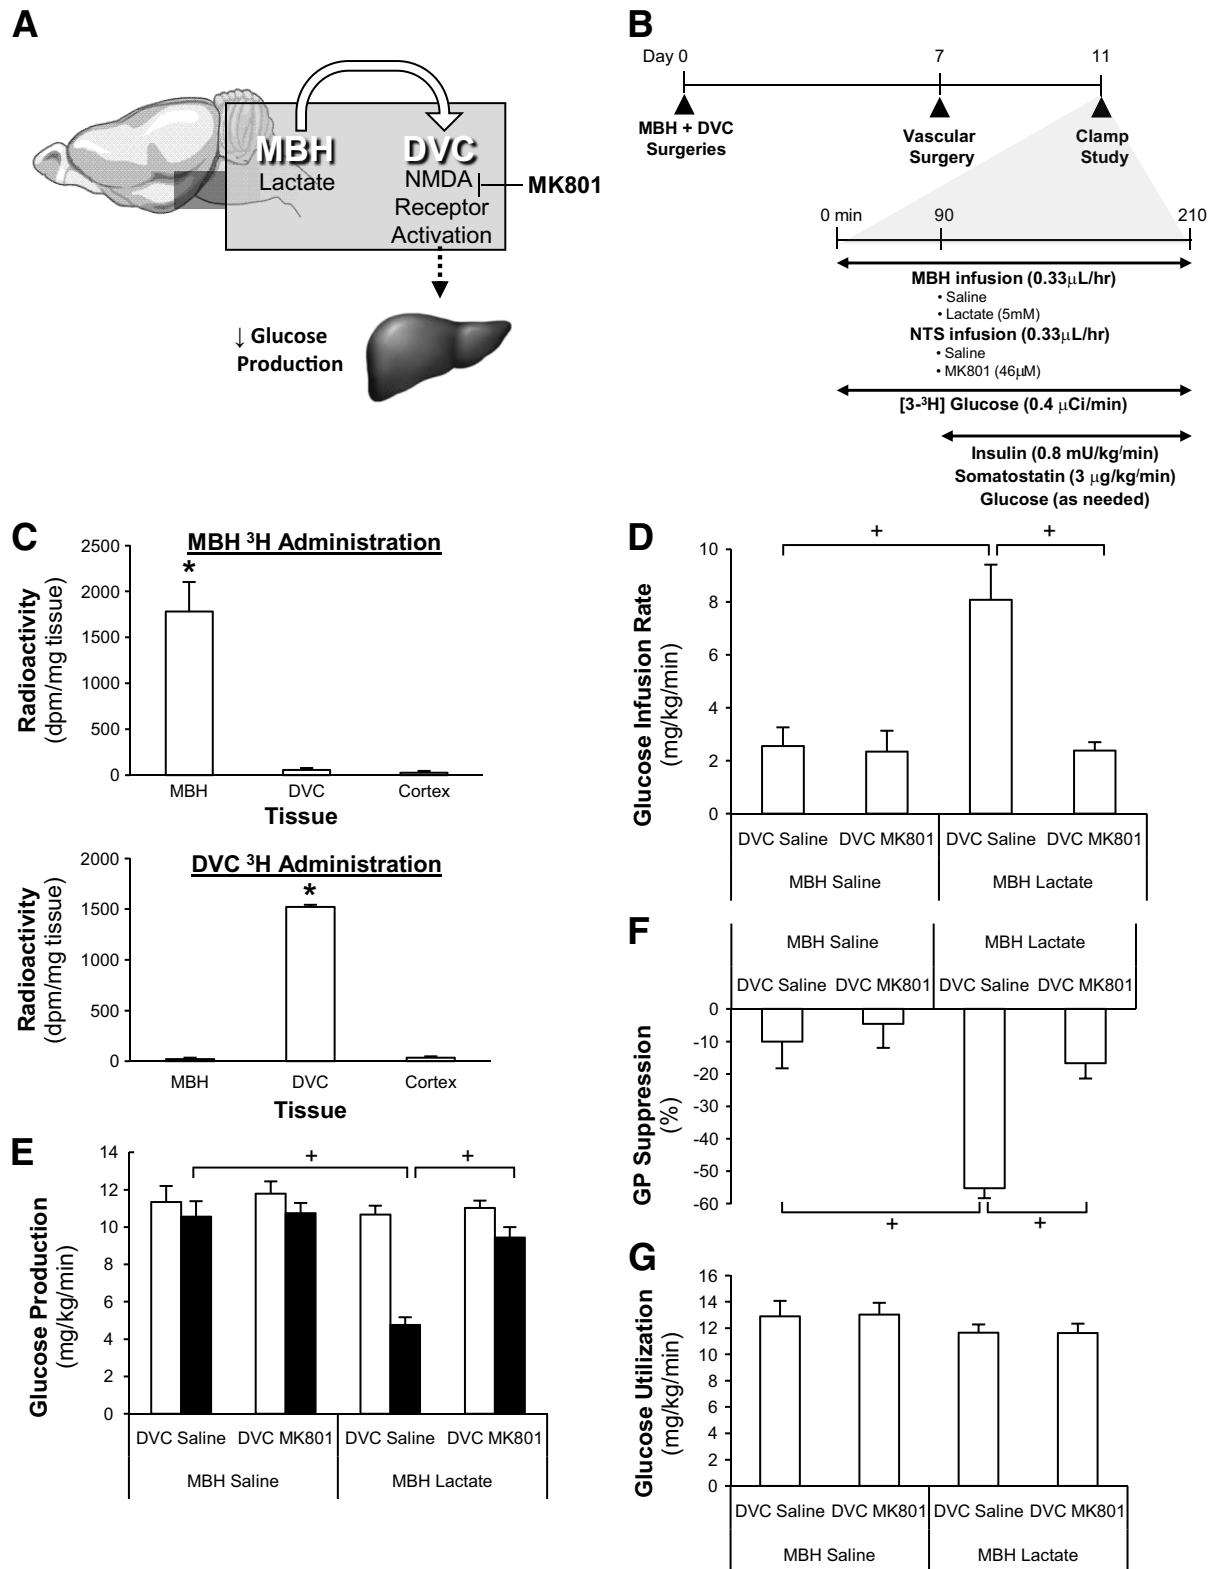 A
MBH
DVC
Lactate
NMDA
MK801
Receptor
Activation
↓ Glucose
Production
B
Day 0
7
11
MBH + DVC
Surgeries
Vascular
Surgery
Clamp
Study
0 min
90
210
MBH infusion (0.33µL/hr)
• Saline
• Lactate (5mM)
NTS infusion (0.33µL/hr)
• Saline
• MK801 (46µM)
[3-³H] Glucose (0.4 µCi/min)
Insulin (0.8 mU/kg/min)
Somatostatin (3 µg/kg/min)
Glucose (as needed)
C
MBH ³H Administration
Radioactivity
(dpm/mg tissue)
2500
2000
1500
1000
500
0
*
MBH
DVC
Cortex
Tissue
DVC ³H Administration
Radioactivity
(dpm/mg tissue)
2000
1500
1000
500
0
*
MBH
DVC
Cortex
Tissue
D
Glucose Infusion Rate
(mg/kg/min)
10
8
6
4
2
0
+
+
DVC Saline
DVC MK801
DVC Saline
DVC MK801
MBH Saline
MBH Lactate
E
Glucose Production
(mg/kg/min)
14
12
10
8
6
4
2
0
+
+
DVC Saline
DVC MK801
DVC Saline
DVC MK801
MBH Saline
MBH Lactate
F
MBH Saline
MBH Lactate
DVC Saline
DVC MK801
DVC Saline
DVC MK801
GP Suppression
(%)
0
-10
-20
-30
-40
-50
-60
+
+
G
Glucose Utilization
(mg/kg/min)
16
14
12
10
8
6
4
2
0
DVC Saline
DVC MK801
DVC Saline
DVC MK801
MBH Saline
MBH Lactate